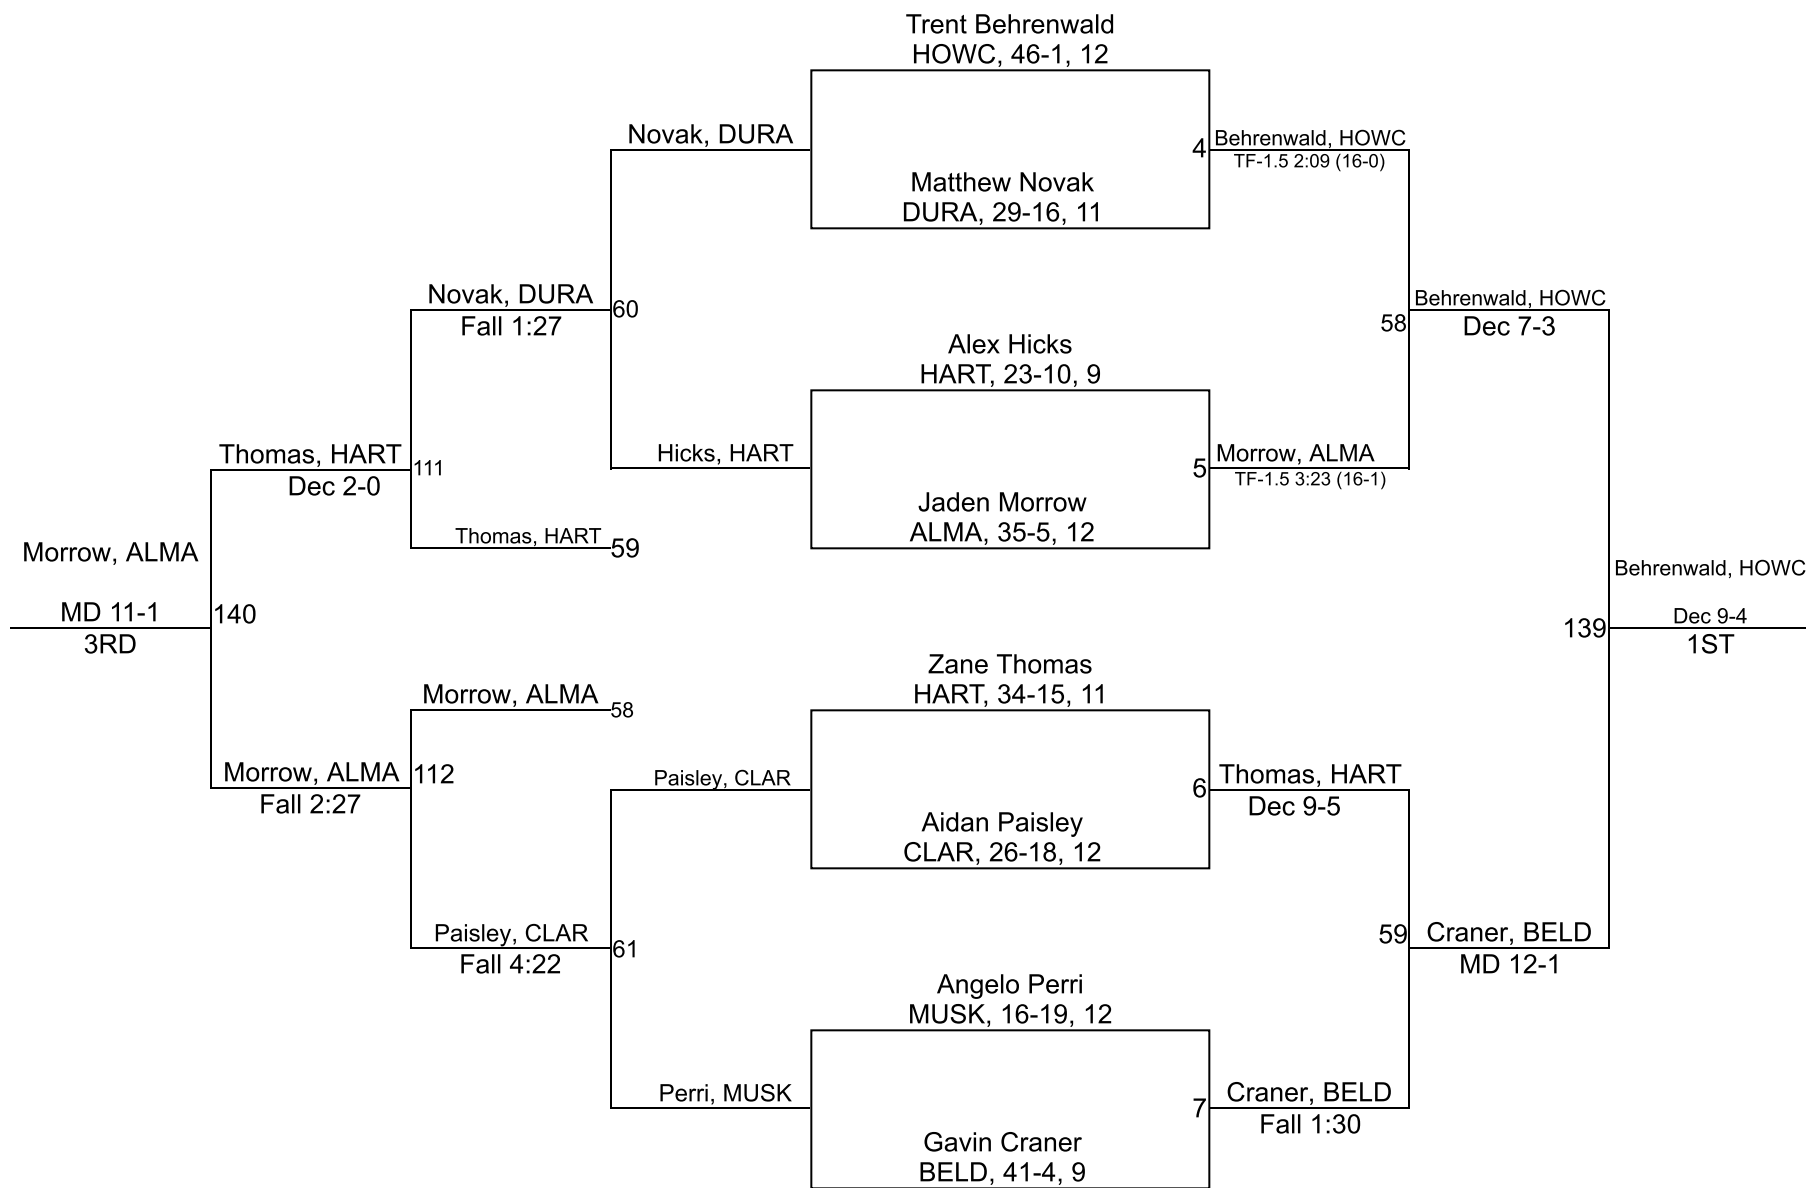 Trent Behrenwald
HOWC, 46-1, 12
Novak, DURA
4
Behrenwald, HOWC
TF-1.5 2:09 (16-0)
Matthew Novak
DURA, 29-16, 11
Novak, DURA
Fall 1:27
60
58
Behrenwald, HOWC
Dec 7-3
Alex Hicks
HART, 23-10, 9
Thomas, HART
Dec 2-0
111
Hicks, HART
5
Morrow, ALMA
TF-1.5 3:23 (16-1)
Jaden Morrow
ALMA, 35-5, 12
Thomas, HART
59
Morrow, ALMA
MD 11-1
3RD
140
Behrenwald, HOWC
139
Dec 9-4
1ST
Zane Thomas
HART, 34-15, 11
Morrow, ALMA
58
Morrow, ALMA
Fall 2:27
112
Paisley, CLAR
6
Thomas, HART
Dec 9-5
Aidan Paisley
CLAR, 26-18, 12
Paisley, CLAR
Fall 4:22
61
59
Craner, BELD
MD 12-1
Angelo Perri
MUSK, 16-19, 12
Perri, MUSK
7
Craner, BELD
Fall 1:30
Gavin Craner
BELD, 41-4, 9